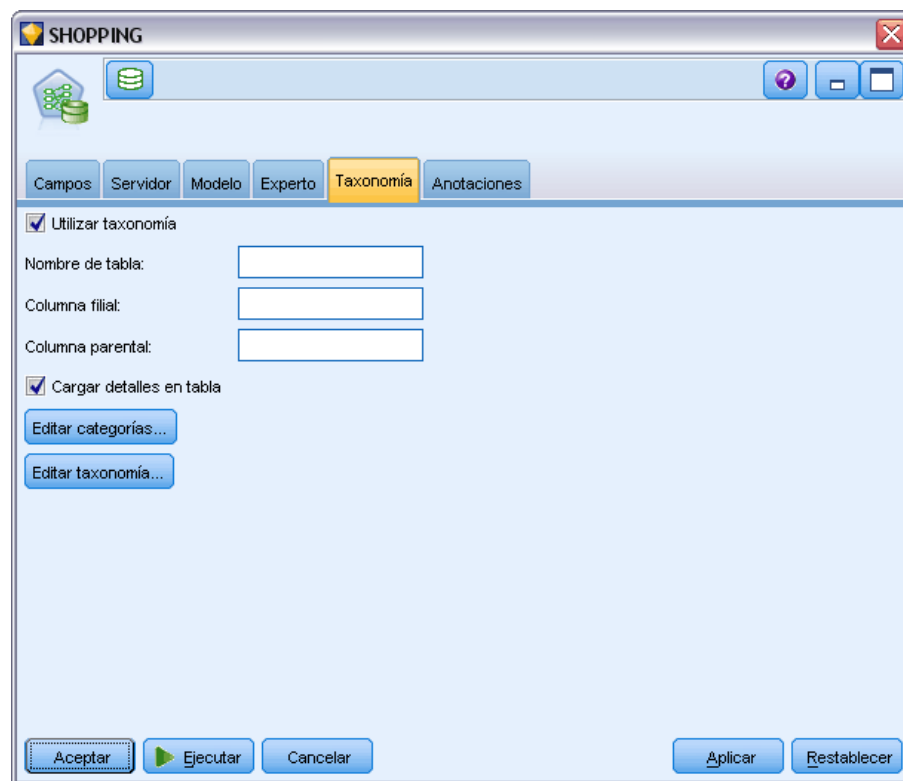 SHOPPING
Campos
Servidor
Modelo
Experto
Taxonomía
Anotaciones
Utilizar taxonomía
Nombre de tabla:
Columna filial:
Columna parental:
Cargar detalles en tabla
Editar categorías...
Editar taxonomía...
Aceptar
Ejecutar
Cancelar
Aplicar
Restablecer